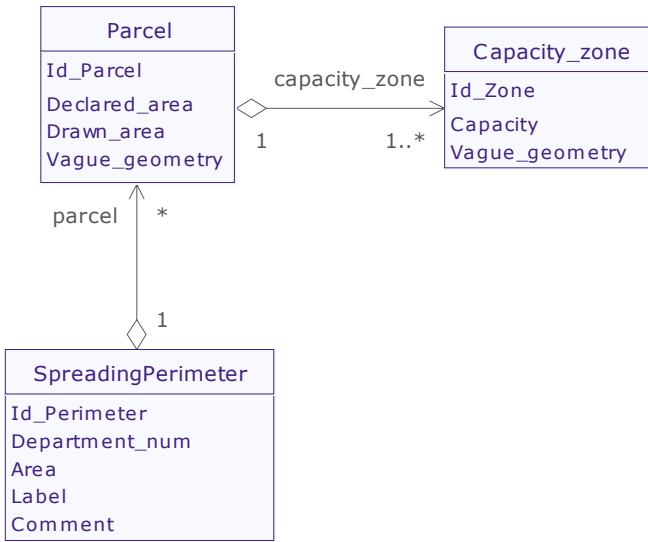 Parcel
Id_Parcel
Declared_area
Drawn_area
Vague_geometry
capacity_zone
1
1..*
Capacity_zone
Id_Zone
Capacity
Vague_geometry
parcel
*
1
SpreadingPerimeter
Id_Perimeter
Department_num
Area
Label
Comment